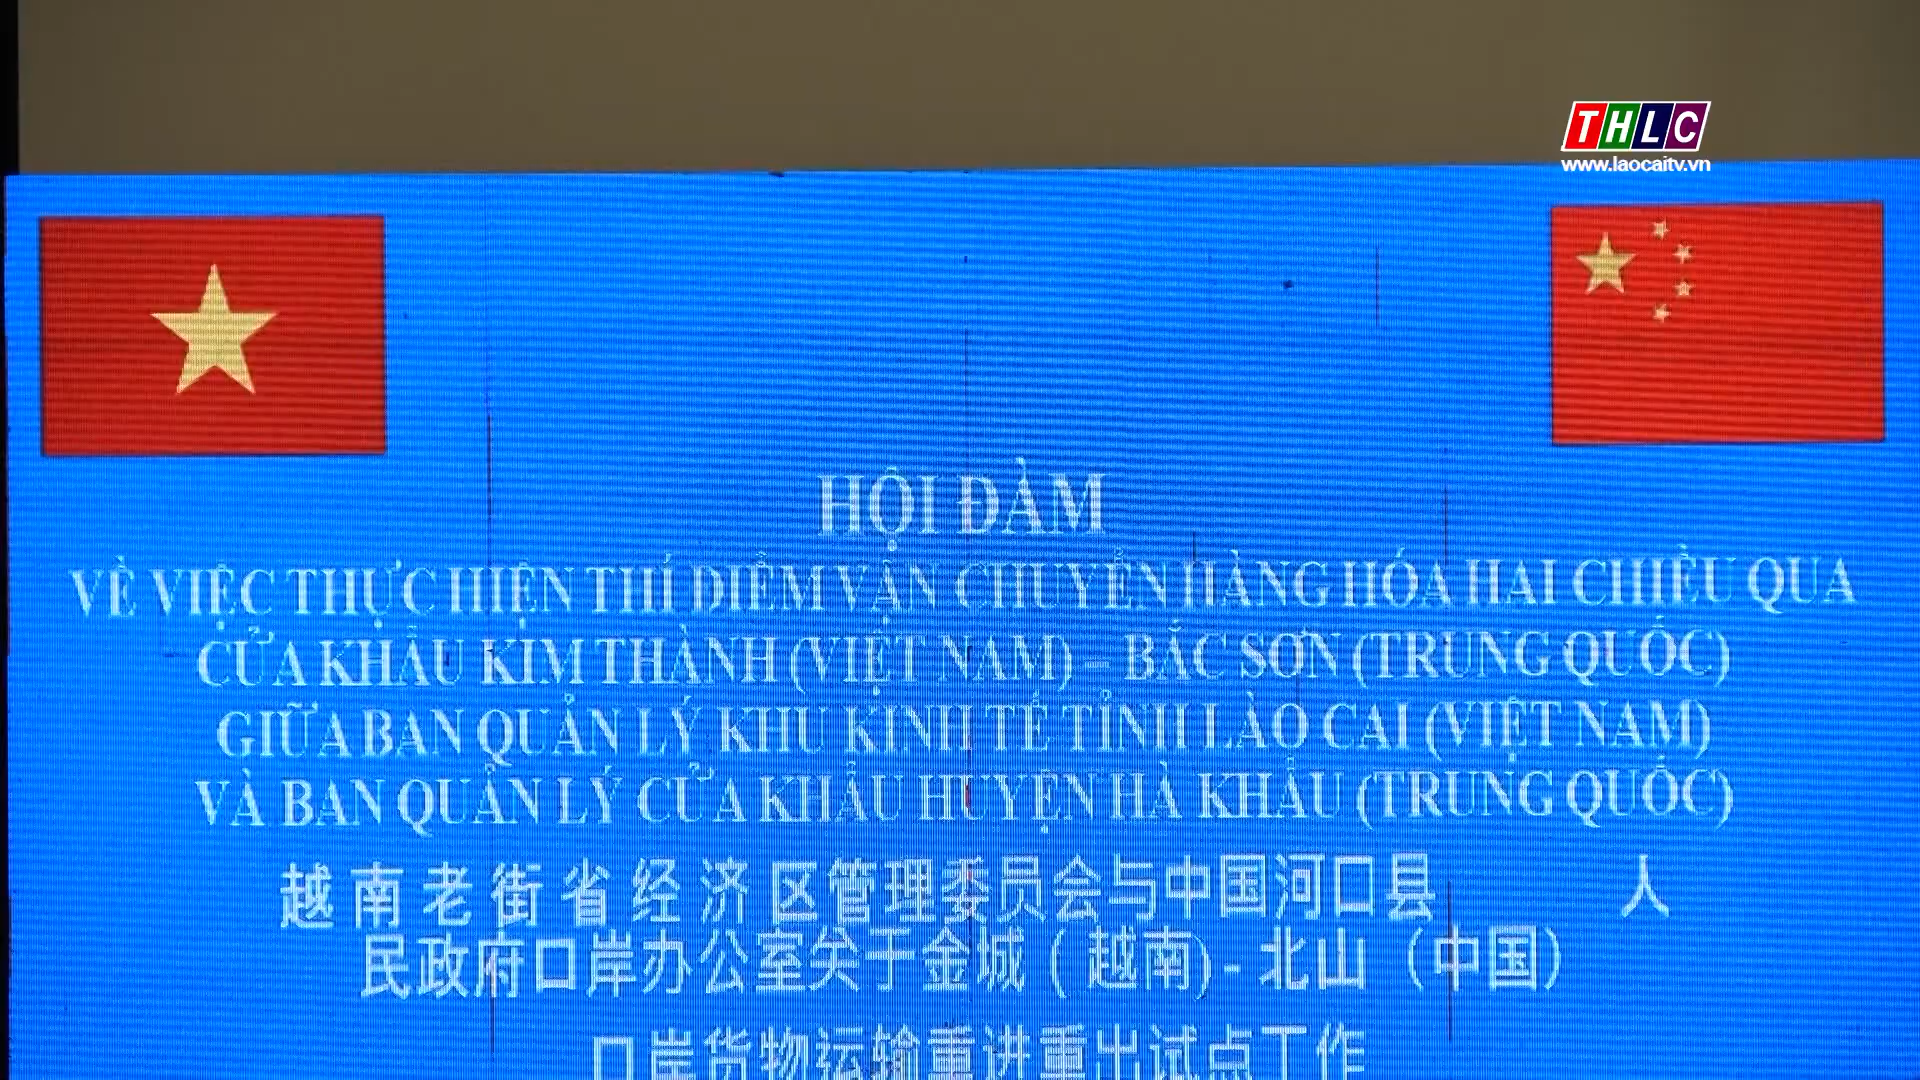 THLC
www.laocaitv.vn
HỘI ĐÀM
VỀ VIỆC THỰC HIỆN THÍ ĐIỂM VẬN CHUYỂN HÀNG HÓA HAI CHIỀU QUA
CỬA KHẨU KIM THÀNH (VIỆT NAM) – BẮC SƠN (TRUNG QUỐC)
GIỮA BAN QUẢN LÝ KHU KINH TẾ TỈNH LÀO CAI (VIỆT NAM)
VÀ BAN QUẢN LÝ CỬA KHẨU HUYỆN HÀ KHẨU (TRUNG QUỐC)
越南老街省经济区管理委员会与中国河口县 人
民政府口岸办公室关于金城 ( 越南) - 北山（中国）
口岸货物运输重进重出试点工作